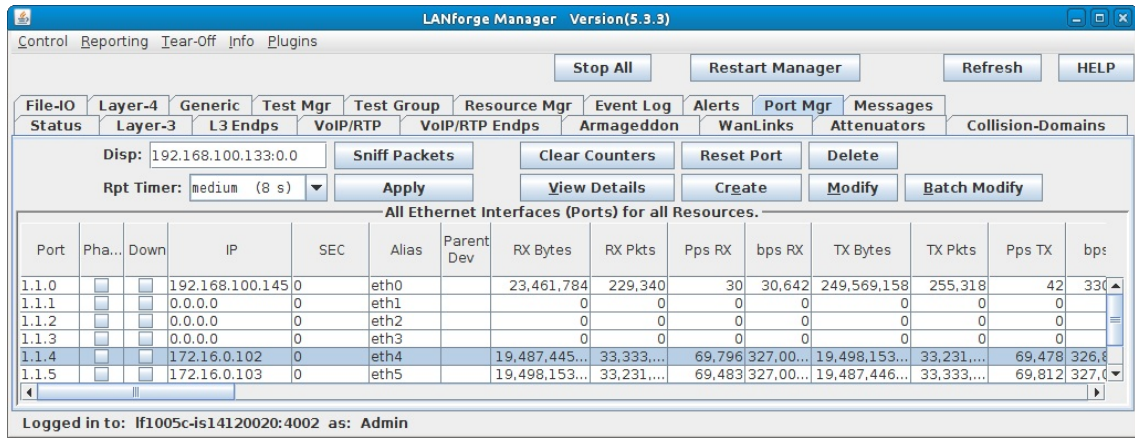 LANforge Manager Version(5.3.3)
Control Reporting Tear-Off Info Plugins
Stop All Restart Manager Refresh HELP
File-IO Layer-4 Generic Test Mgr Test Group Resource Mgr Event Log Alerts Port Mgr Messages
Status Layer-3 L3 Endps VoIP/RTP VoIP/RTP Endps Armageddon WanLinks Attenuators Collision-Domains
Disp: 192.168.100.133:0.0 Sniff Packets Clear Counters Reset Port Delete
Rpt Timer: medium (8 s) Apply View Details Create Modify Batch Modify
All Ethernet Interfaces (Ports) for all Resources.
Port Pha... Down IP SEC Alias Parent Dev RX Bytes RX Pkts Pps RX bps RX TX Bytes TX Pkts Pps TX bps
1.1.0 192.168.100.145 0 eth0 23,461,784 229,340 30 30,642 249,569,158 255,318 42 330
1.1.1 0.0.0.0 0 eth1 0 0 0 0 0 0 0
1.1.2 0.0.0.0 0 eth2 0 0 0 0 0 0 0
1.1.3 0.0.0.0 0 eth3 0 0 0 0 0 0 0
1.1.4 172.16.0.102 0 eth4 19,487,445... 33,333,... 69,796 327,00... 19,498,153... 33,231,... 69,478 326,8
1.1.5 172.16.0.103 0 eth5 19,498,153... 33,231,... 69,483 327,00... 19,487,446... 33,333,... 69,812 327,0
Logged in to: lf1005c-is14120020:4002 as: Admin